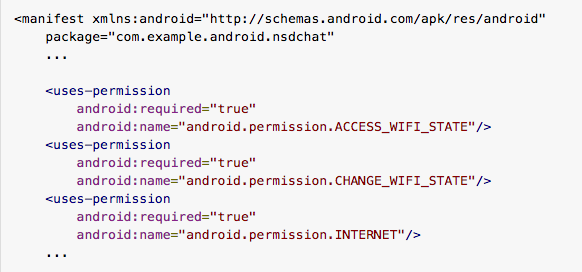 <manifest xmlns:android="http://schemas.android.com/apk/res/android"
    package="com.example.android.nsdchat"
    ...
    <uses-permission
        android:required="true"
        android:name="android.permission.ACCESS_WIFI_STATE"/>
    <uses-permission
        android:required="true"
        android:name="android.permission.CHANGE_WIFI_STATE"/>
    <uses-permission
        android:required="true"
        android:name="android.permission.INTERNET"/>
    ...